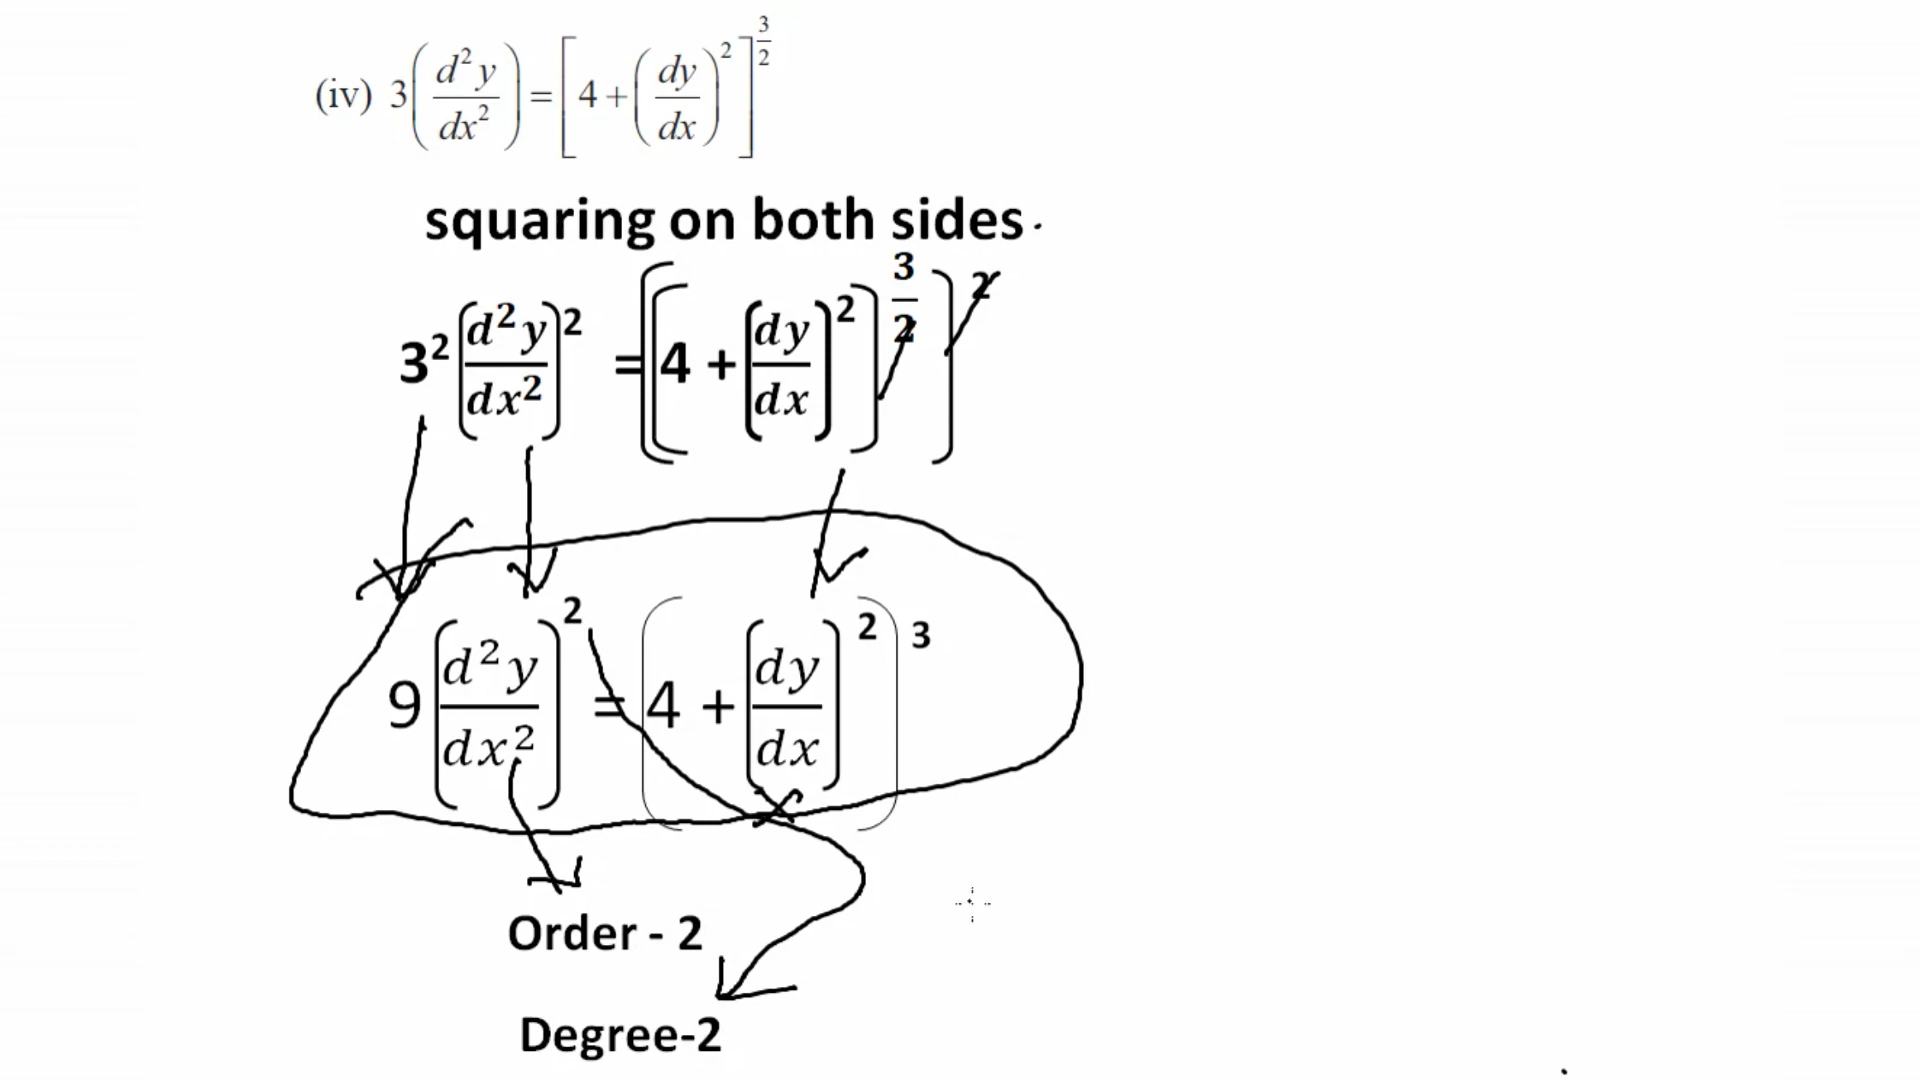 (iv) 3(d²y/dx²) = [4 + (dy/dx)²]^(3/2)
squaring on both sides.
3² (d²y/dx²)² = [[4 + (dy/dx)²]^(3/2)]²
9 (d²y/dx²)² = (4 + (dy/dx)²)³
Order - 2
Degree-2